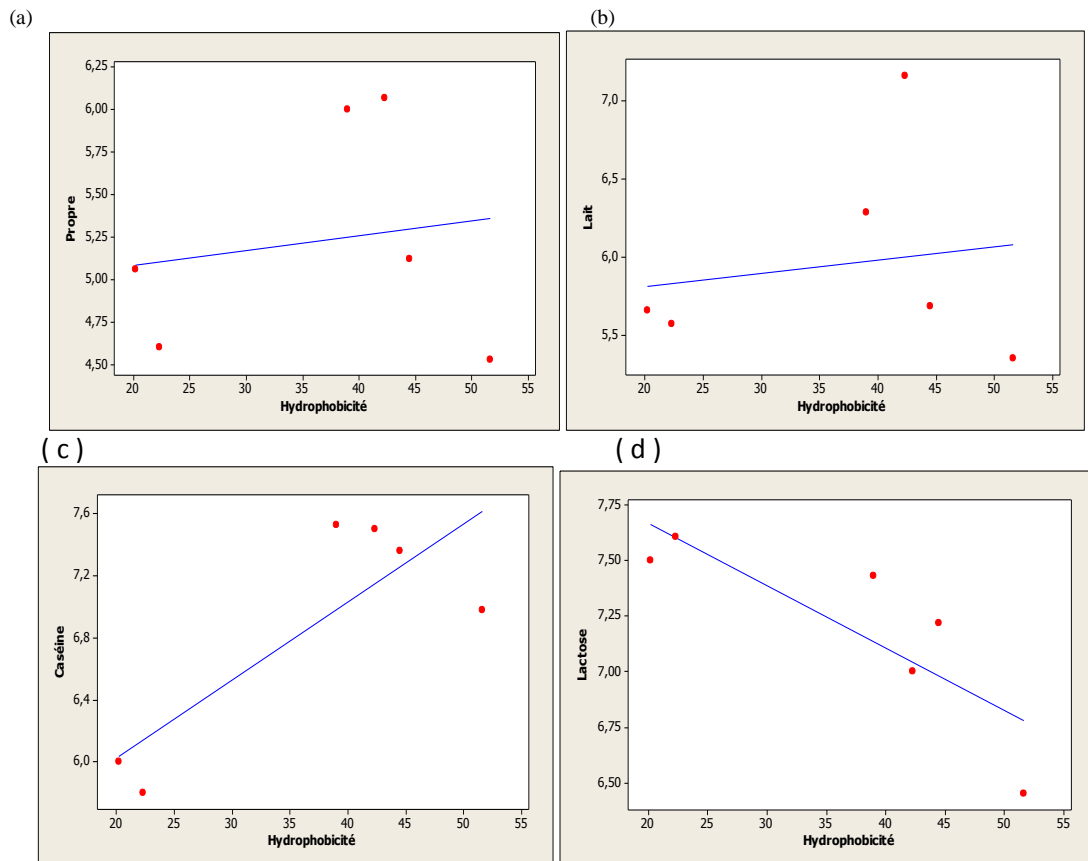 (a)
6,25
6,00
5,75
5,50
5,25
5,00
4,75
4,50
Propre
20 25 30 35 40 45 50 55
Hydrophobicité
(b)
7,0
6,5
6,0
5,5
Lait
20 25 30 35 40 45 50 55
Hydrophobicité
( c )
7,6
7,2
6,8
6,4
6,0
Caséine
20 25 30 35 40 45 50 55
Hydrophobicité
( d )
7,75
7,50
7,25
7,00
6,75
6,50
Lactose
20 25 30 35 40 45 50 55
Hydrophobicité